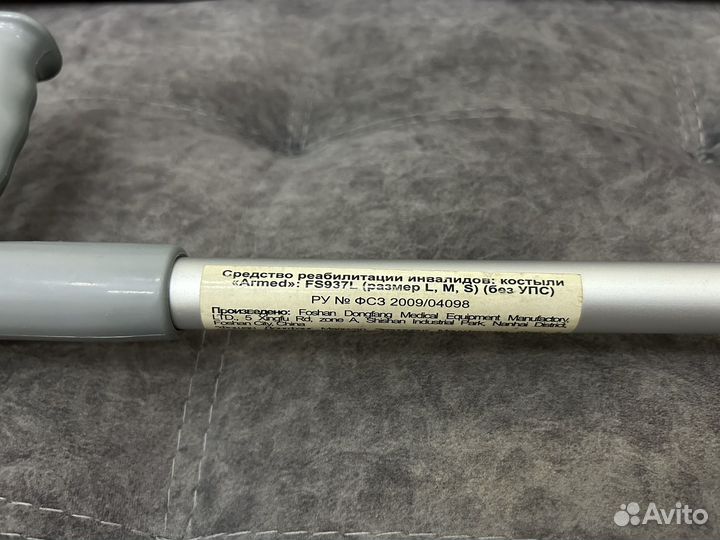 Средство реабилитации инвалидов: костыли
«Armed»: FS937L (размер L, M, S) (без УПС)
РУ № ФСЗ 2009/04098
Произведено: Foshan Dongfang Medical Equipment Manufactory,
LTD., 5 Xingfu Rd, zone A, Shishan Industrial Park, Nanhai District,
Foshan City, China
Avito